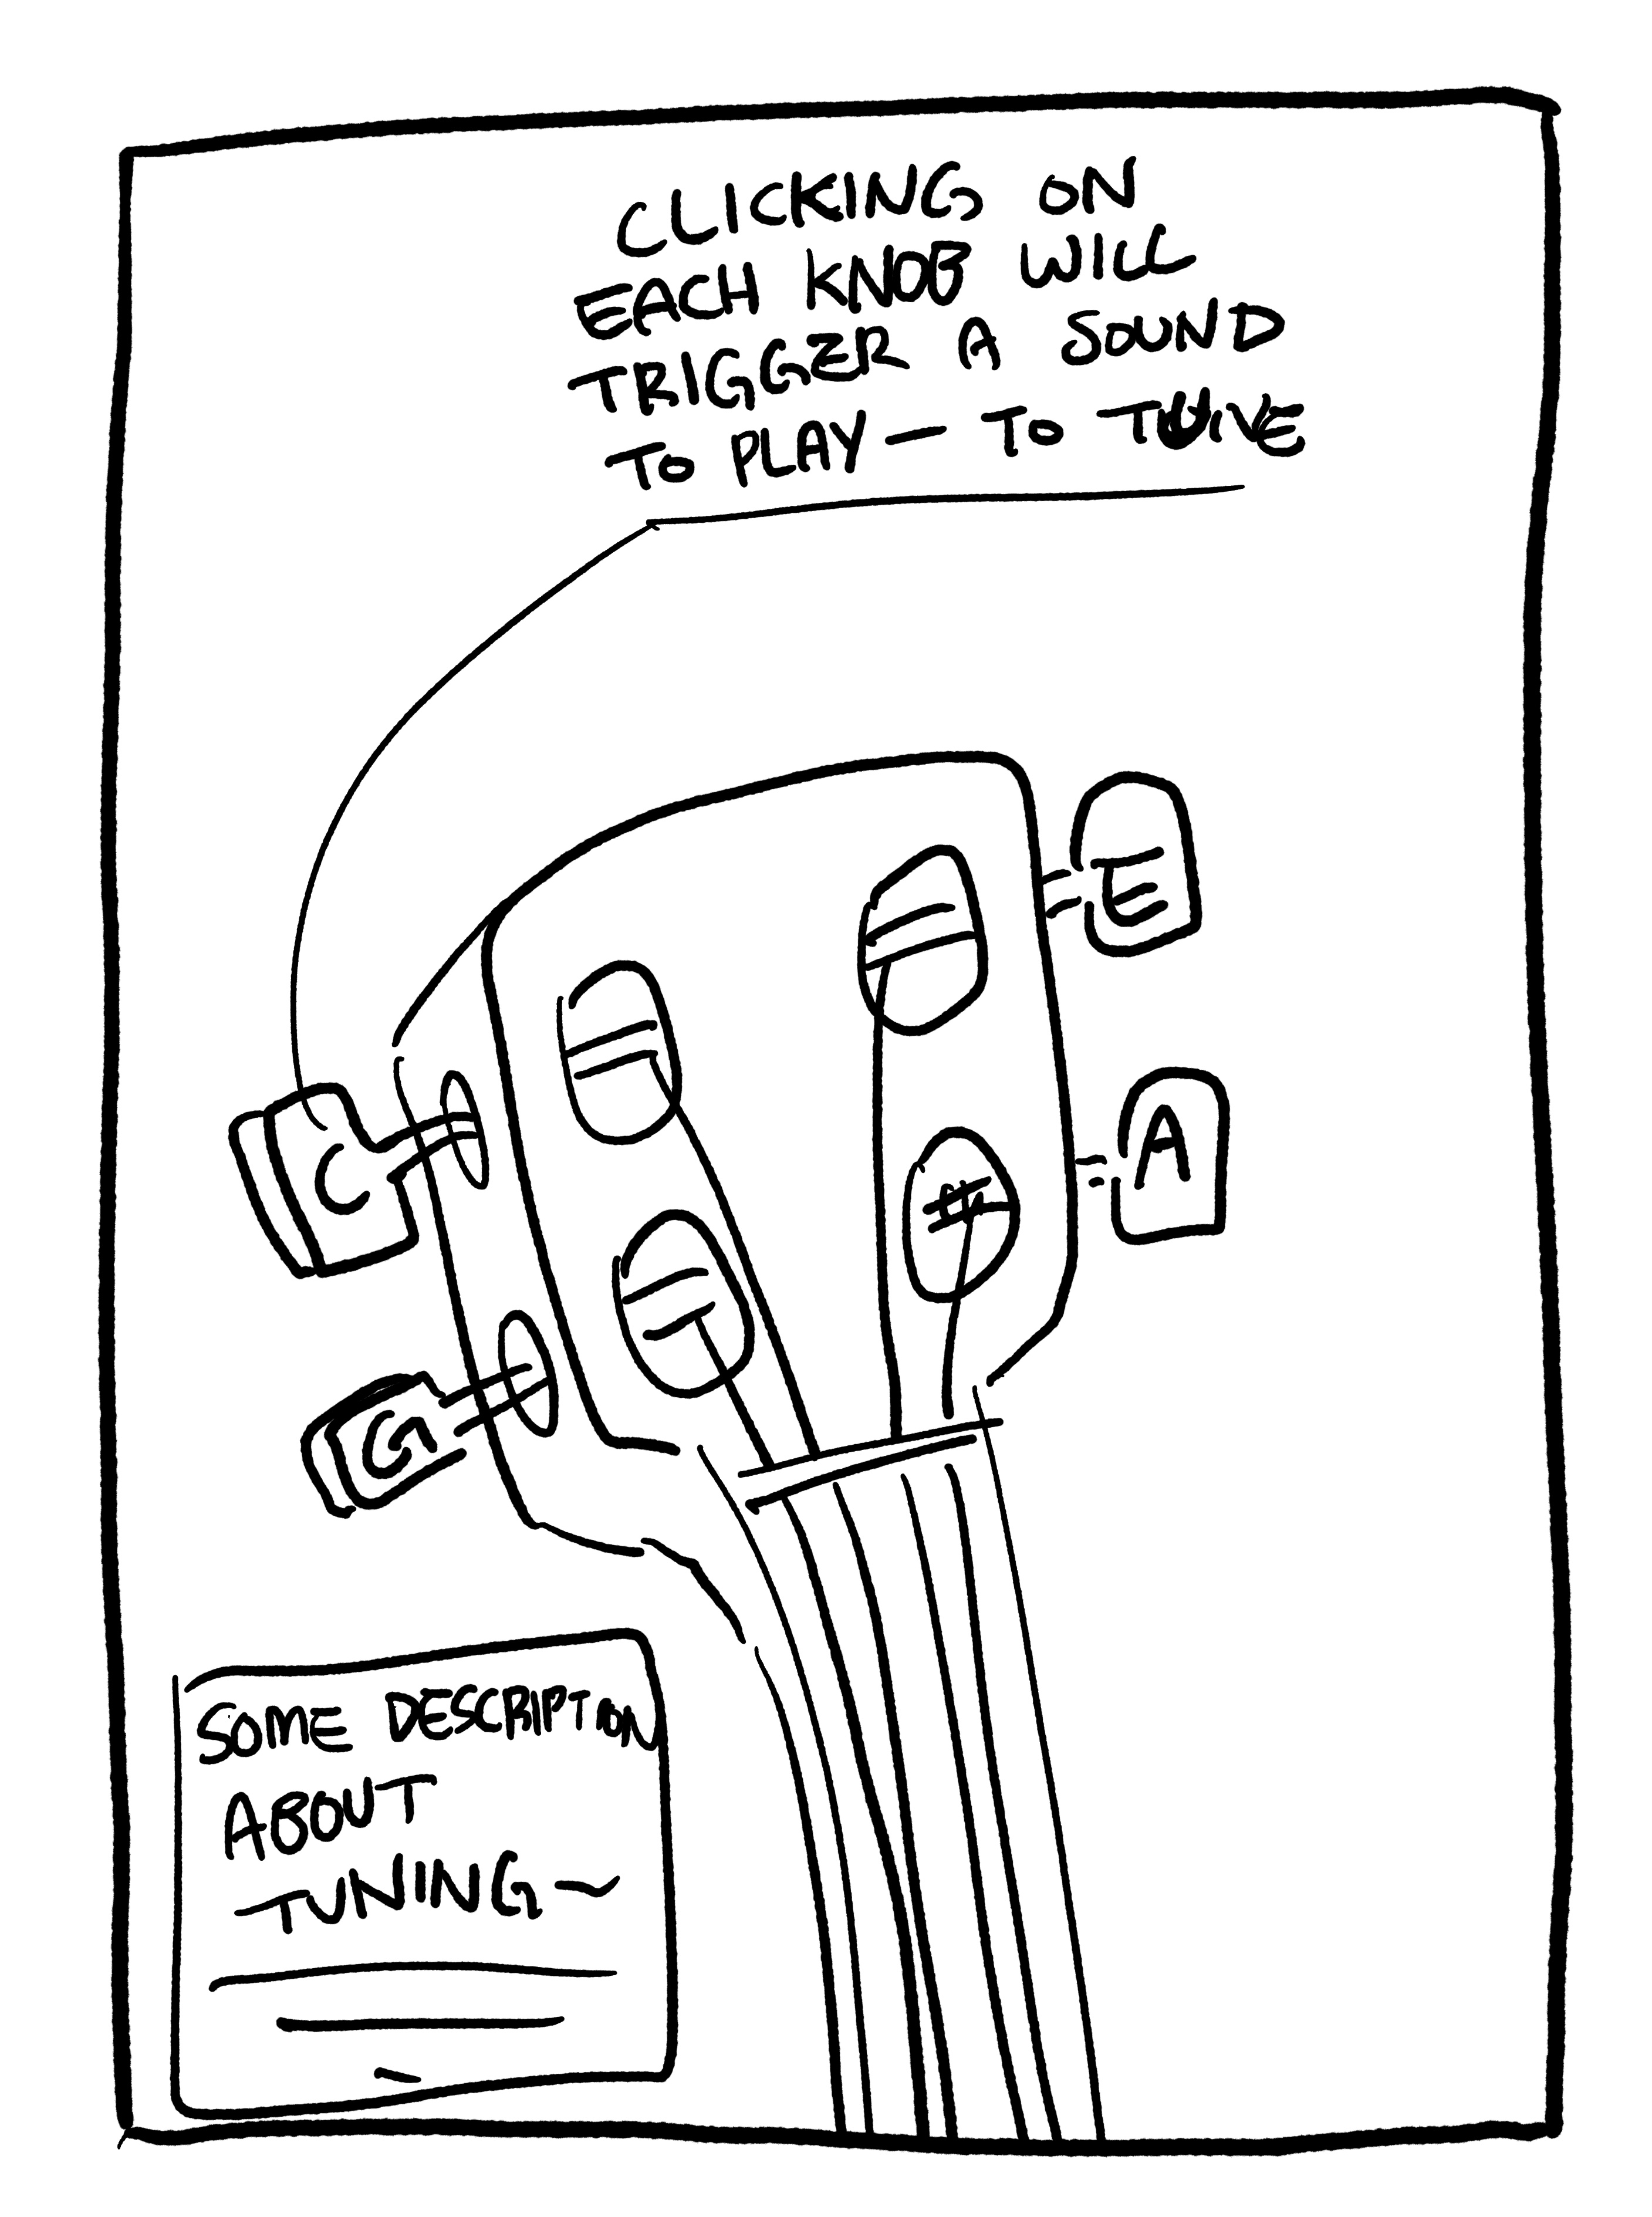 CLICKING ON
EACH KNOB WILL
TRIGGER A SOUND
TO PLAY — TO TUNE
E
C
A
G
SOME DESCRIPTION
ABOUT
TUNING~